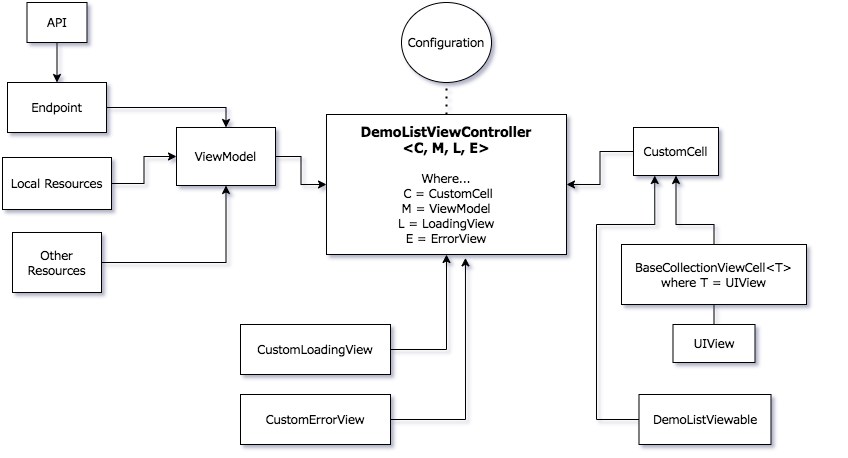 API
Configuration
Endpoint
DemoListViewController
<C, M, L, E>
Where...
C = CustomCell
M = ViewModel
L = LoadingView
E = ErrorView
ViewModel
CustomCell
Local Resources
Other
Resources
BaseCollectionViewCell<T>
where T = UIView
UIView
CustomLoadingView
CustomErrorView
DemoListViewable